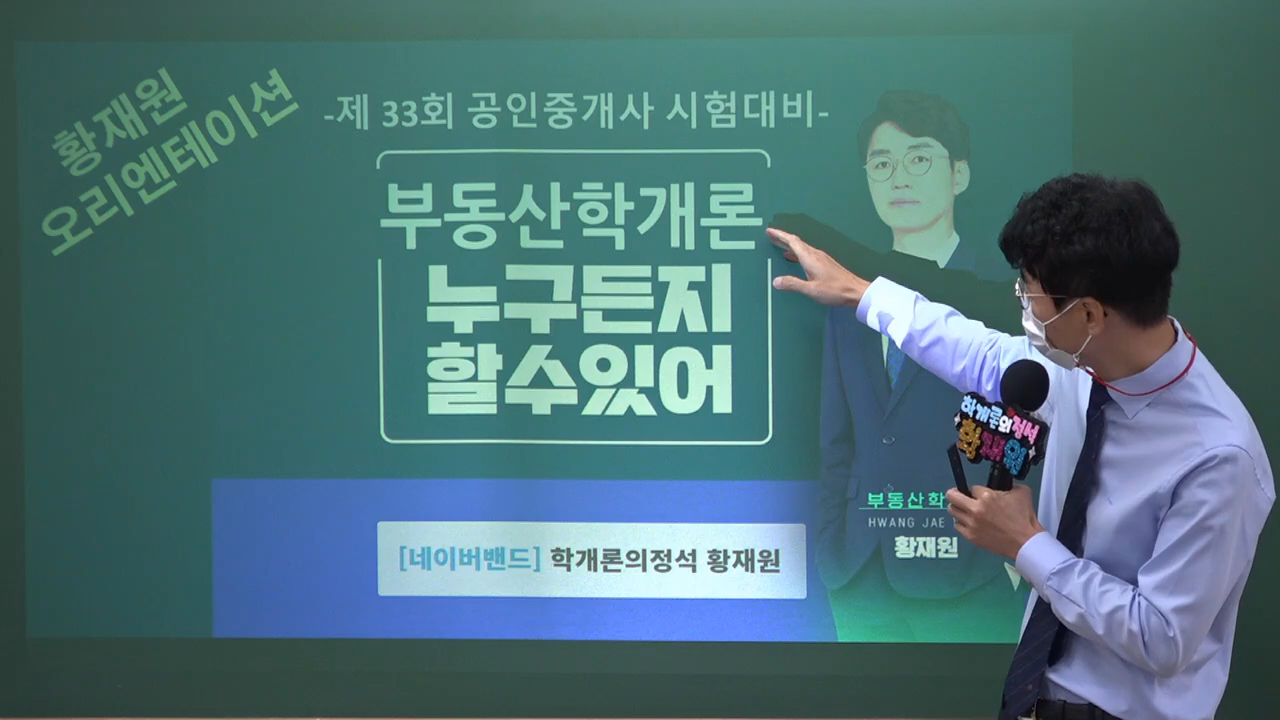 황재원
오리엔테이션
-제 33회 공인중개사 시험대비-
부동산학개론
누구든지
할수있어
[네이버밴드] 학개론의정석 황재원
부동산학
HWANG JAE
황재원
학개론의정석
황재원